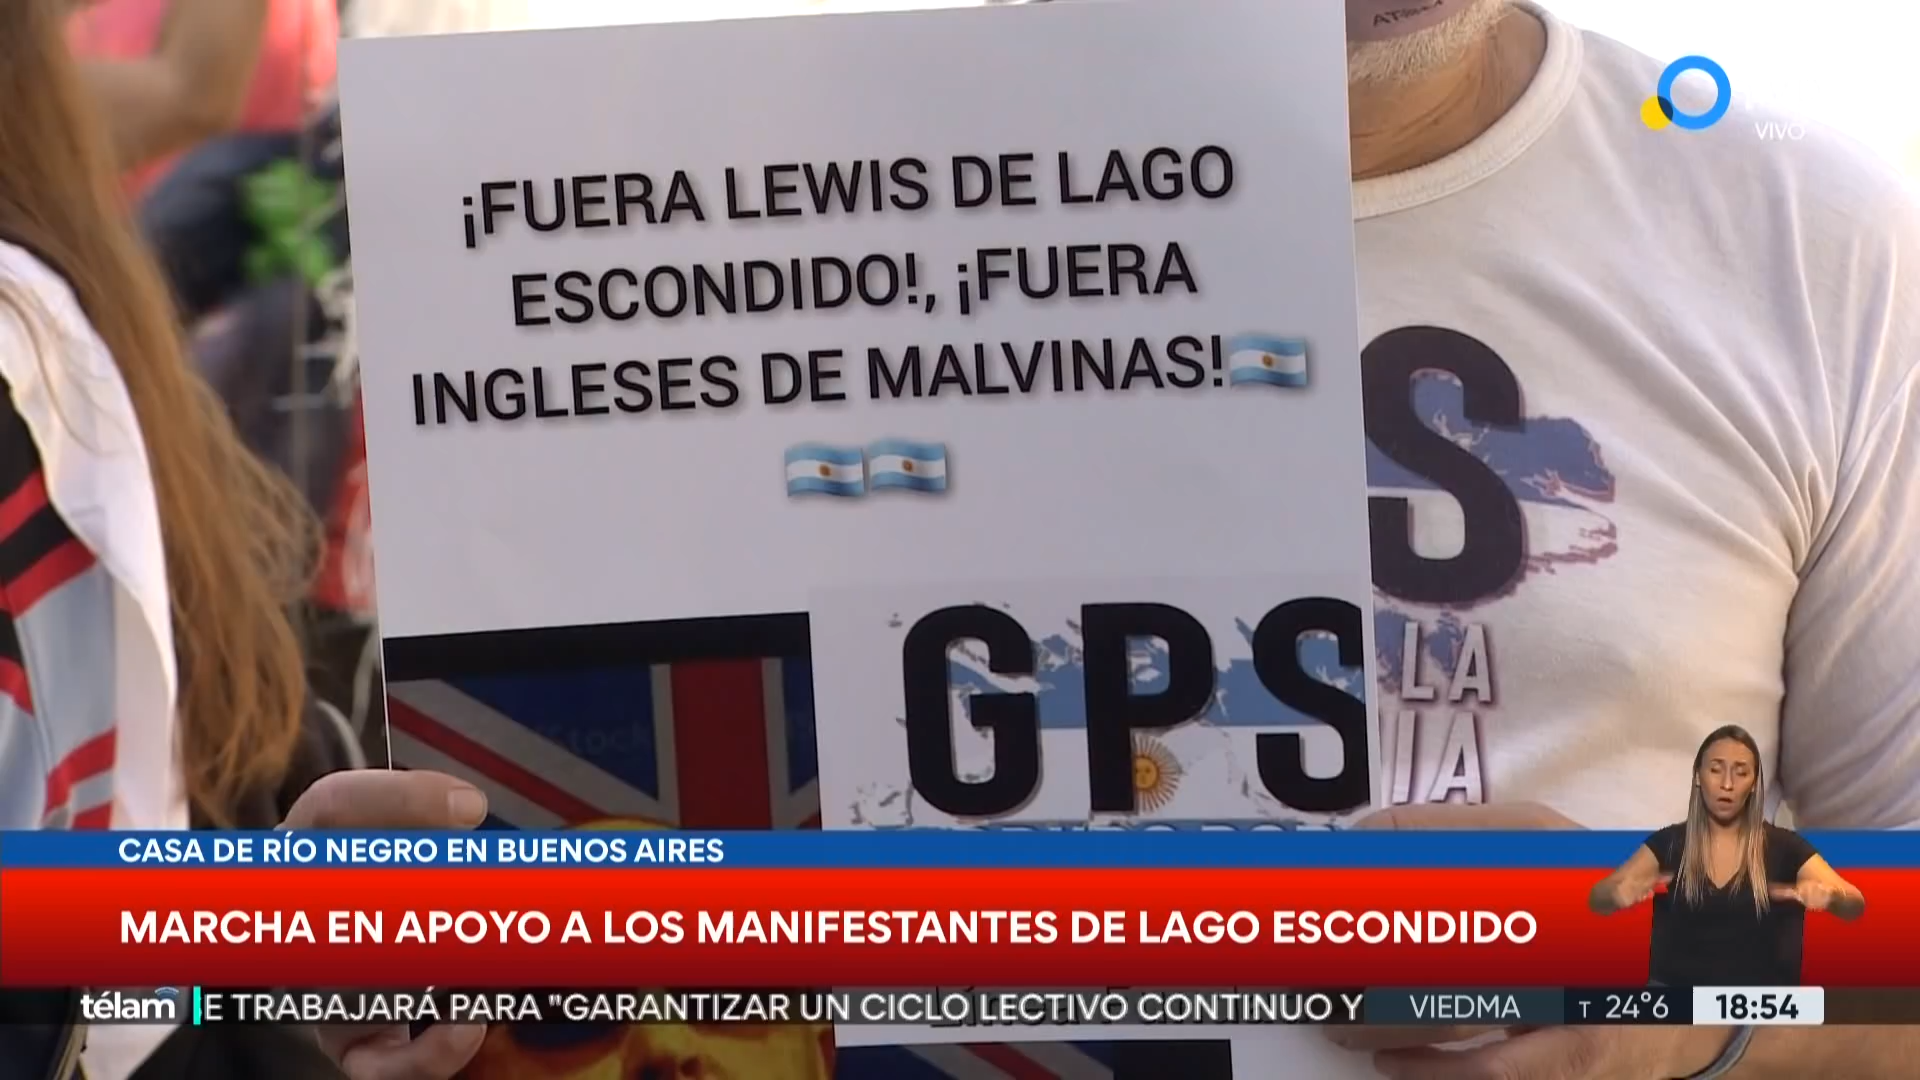 VIVO
¡FUERA LEWIS DE LAGO
ESCONDIDO!, ¡FUERA
INGLESES DE MALVINAS!
GPS
S
LA
IA
CASA DE RÍO NEGRO EN BUENOS AIRES
MARCHA EN APOYO A LOS MANIFESTANTES DE LAGO ESCONDIDO
télam
E TRABAJARÁ PARA "GARANTIZAR UN CICLO LECTIVO CONTINUO Y
VIEDMA
T 24°6
18:54